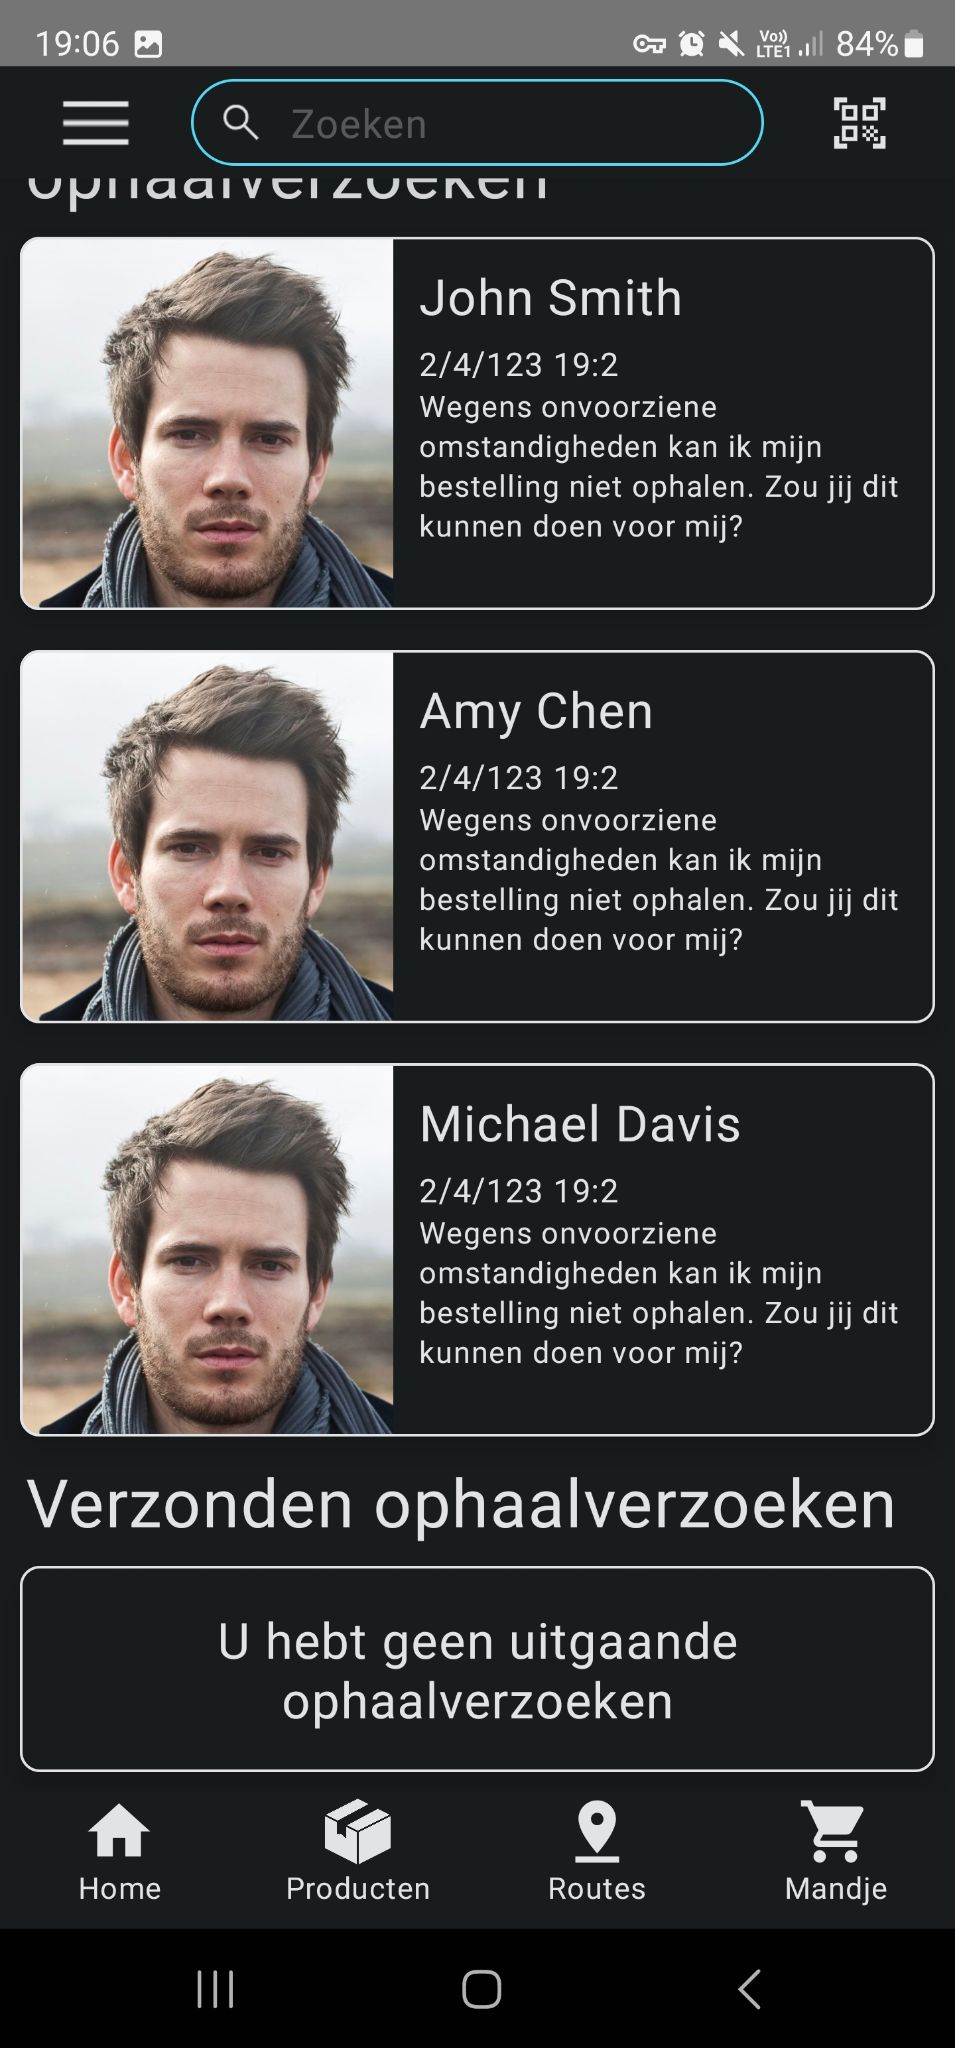 19:06
Vo))
LTE1
84%
Zoeken
ophaalverzoeken
John Smith
2/4/123 19:2
Wegens onvoorziene
omstandigheden kan ik mijn
bestelling niet ophalen. Zou jij dit
kunnen doen voor mij?
Amy Chen
2/4/123 19:2
Wegens onvoorziene
omstandigheden kan ik mijn
bestelling niet ophalen. Zou jij dit
kunnen doen voor mij?
Michael Davis
2/4/123 19:2
Wegens onvoorziene
omstandigheden kan ik mijn
bestelling niet ophalen. Zou jij dit
kunnen doen voor mij?
Verzonden ophaalverzoeken
U hebt geen uitgaande
ophaalverzoeken
Home
Producten
Routes
Mandje